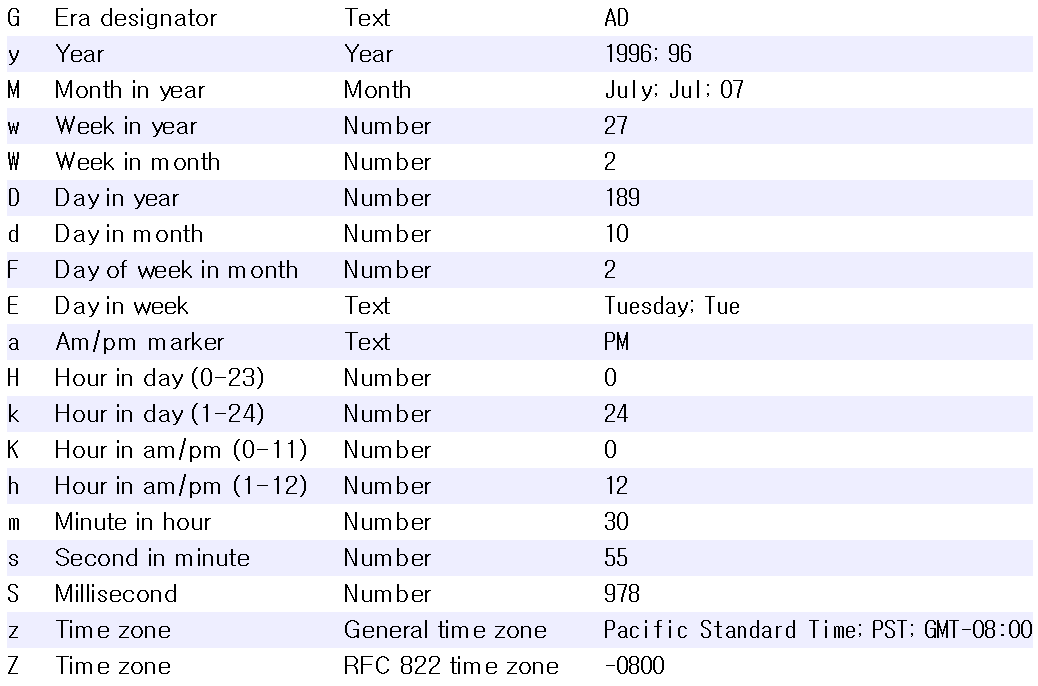 G Era designator Text AD
y Year Year 1996; 96
M Month in year Month July; Jul; 07
w Week in year Number 27
W Week in month Number 2
D Day in year Number 189
d Day in month Number 10
F Day of week in month Number 2
E Day in week Text Tuesday; Tue
a Am/pm marker Text PM
H Hour in day (0-23) Number 0
k Hour in day (1-24) Number 24
K Hour in am/pm (0-11) Number 0
h Hour in am/pm (1-12) Number 12
m Minute in hour Number 30
s Second in minute Number 55
S Millisecond Number 978
z Time zone General time zone Pacific Standard Time; PST; GMT-08:00
Z Time zone RFC 822 time zone -0800